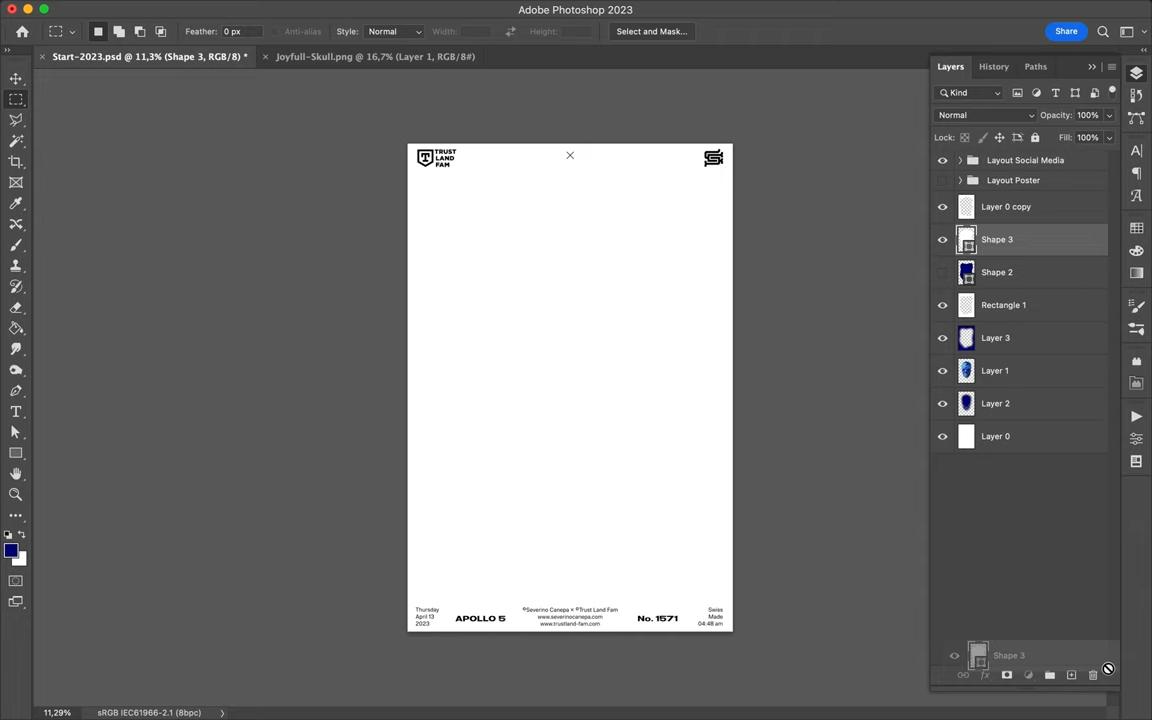 Adobe Photoshop 2023
Feather: 0 px
Anti-alias
Style: Normal
Width:
Height:
Select and Mask...
Share
Start-2023.psd @ 11,3% (Shape 3, RGB/8) *
Joyfull-Skull.png @ 16,7% (Layer 1, RGB/8#)
Layers
History
Paths
Kind
Normal
Opacity: 100%
Lock:
Fill: 100%
Layout Social Media
Layout Poster
Layer 0 copy
Shape 3
Shape 2
Rectangle 1
Layer 3
Layer 1
Layer 2
Layer 0
Shape 3
TRUST
LAND
FAM
Thursday
April 13
2023
APOLLO 5
©Severino Canepa × ©Trust Land Fam
www.severinocanepa.com
www.trustland-fam.com
No. 1571
Swiss
Made
04:48 am
11,29%
sRGB IEC61966-2.1 (8bpc)